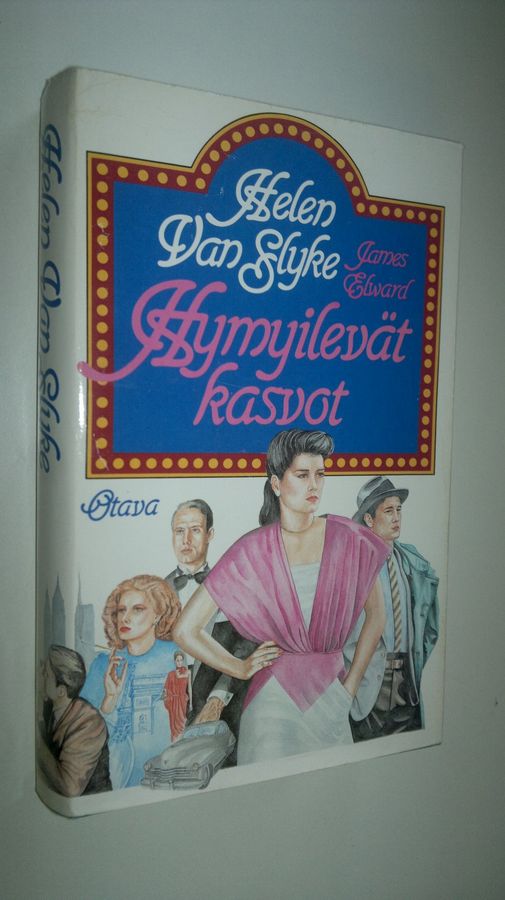 Helen
Van Slyke
James
Elward
Hymyilevät
kasvot
Otava
Helen Van Slyke